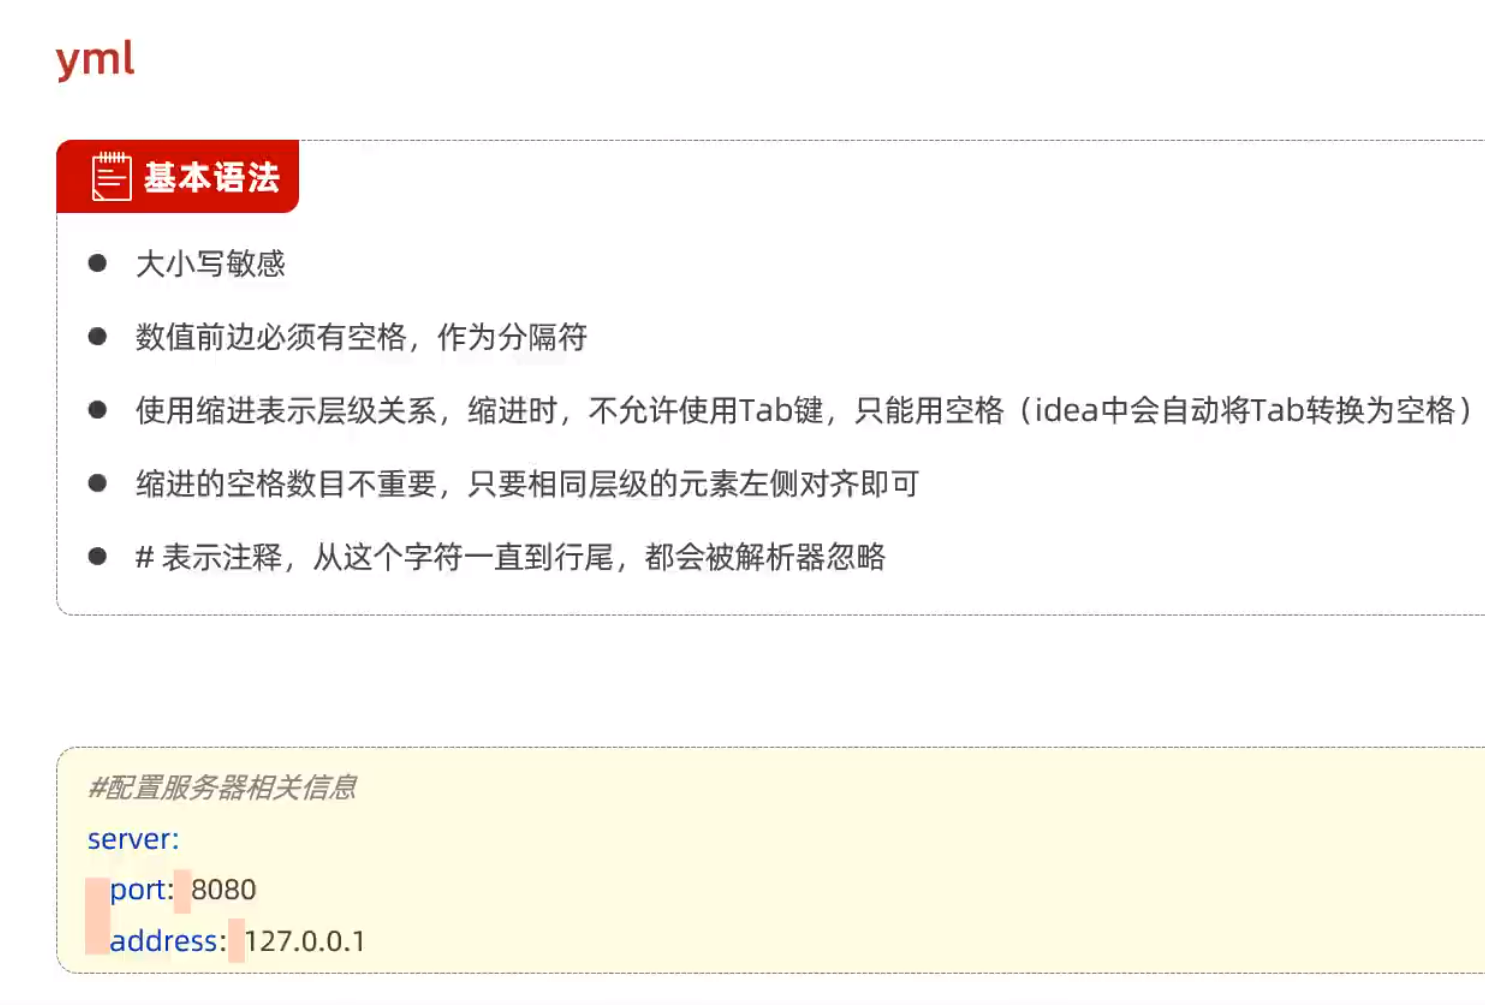 yml
基本语法
● 大小写敏感
● 数值前边必须有空格，作为分隔符
● 使用缩进表示层级关系，缩进时，不允许使用Tab键，只能用空格（idea中会自动将Tab转换为空格）
● 缩进的空格数目不重要，只要相同层级的元素左侧对齐即可
● # 表示注释，从这个字符一直到行尾，都会被解析器忽略
#配置服务器相关信息
server:
  port: 8080
  address: 127.0.0.1